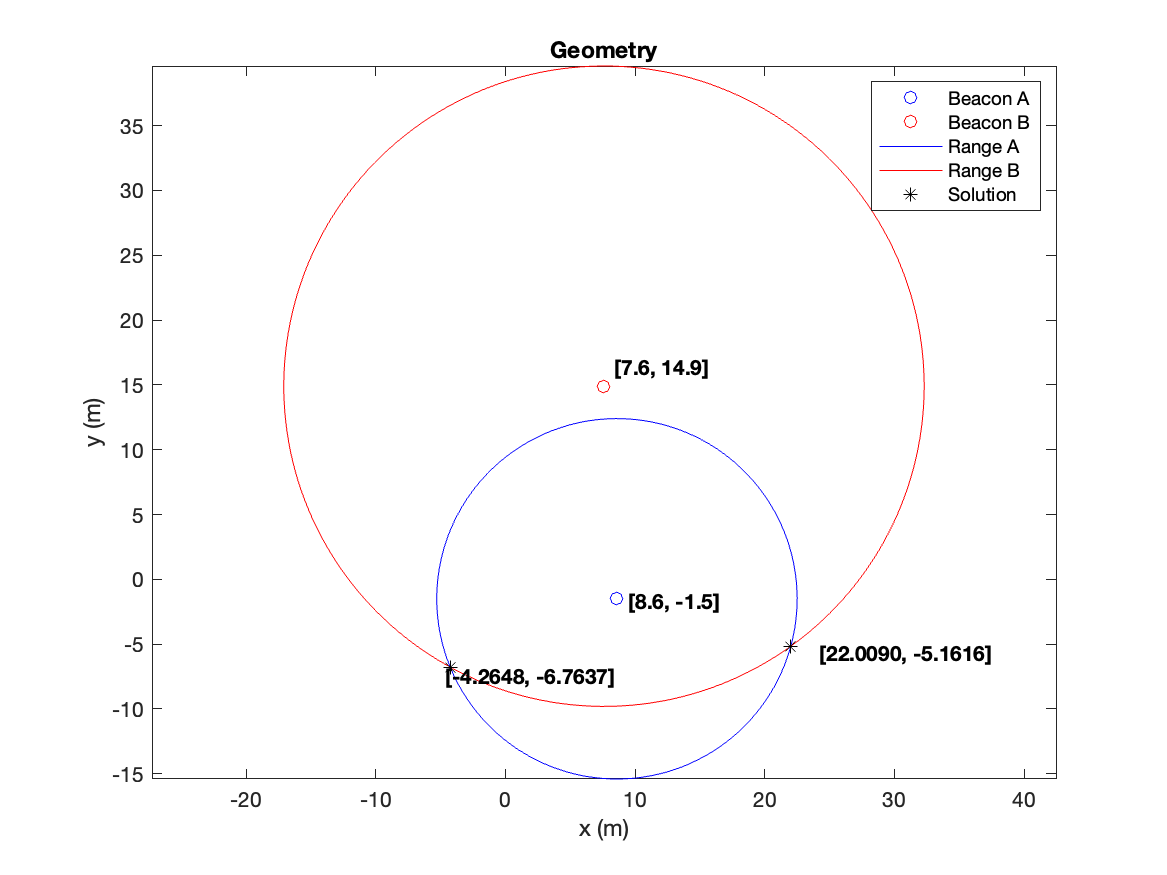 Geometry
Beacon A
Beacon B
Range A
Range B
Solution
35
30
25
20
15
10
5
0
-5
-10
-15
y (m)
[7.6, 14.9]
[8.6, -1.5]
[22.0090, -5.1616]
[-4.2648, -6.7637]
-20
-10
0
10
20
30
40
x (m)